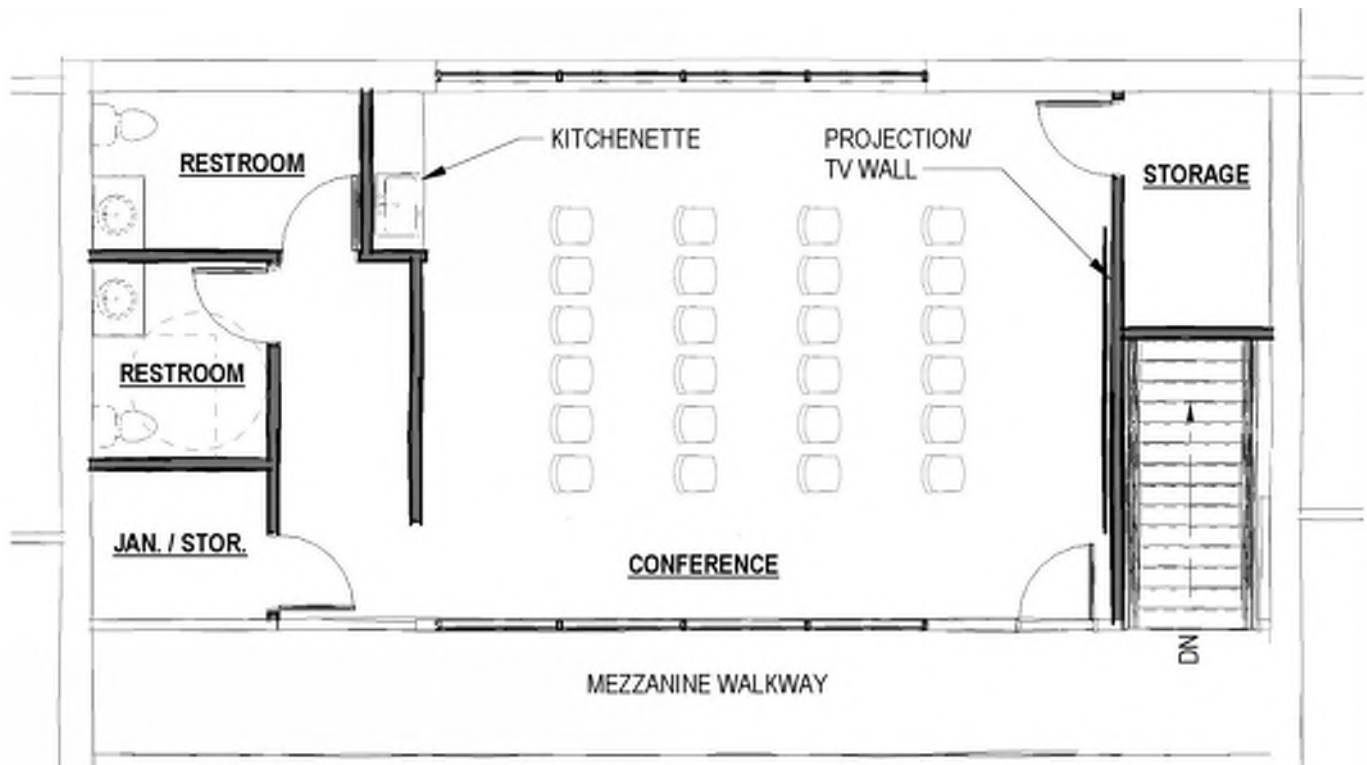 KITCHENETTE
PROJECTION/
TV WALL
RESTROOM
STORAGE
RESTROOM
JAN. / STOR.
CONFERENCE
DN
MEZZANINE WALKWAY